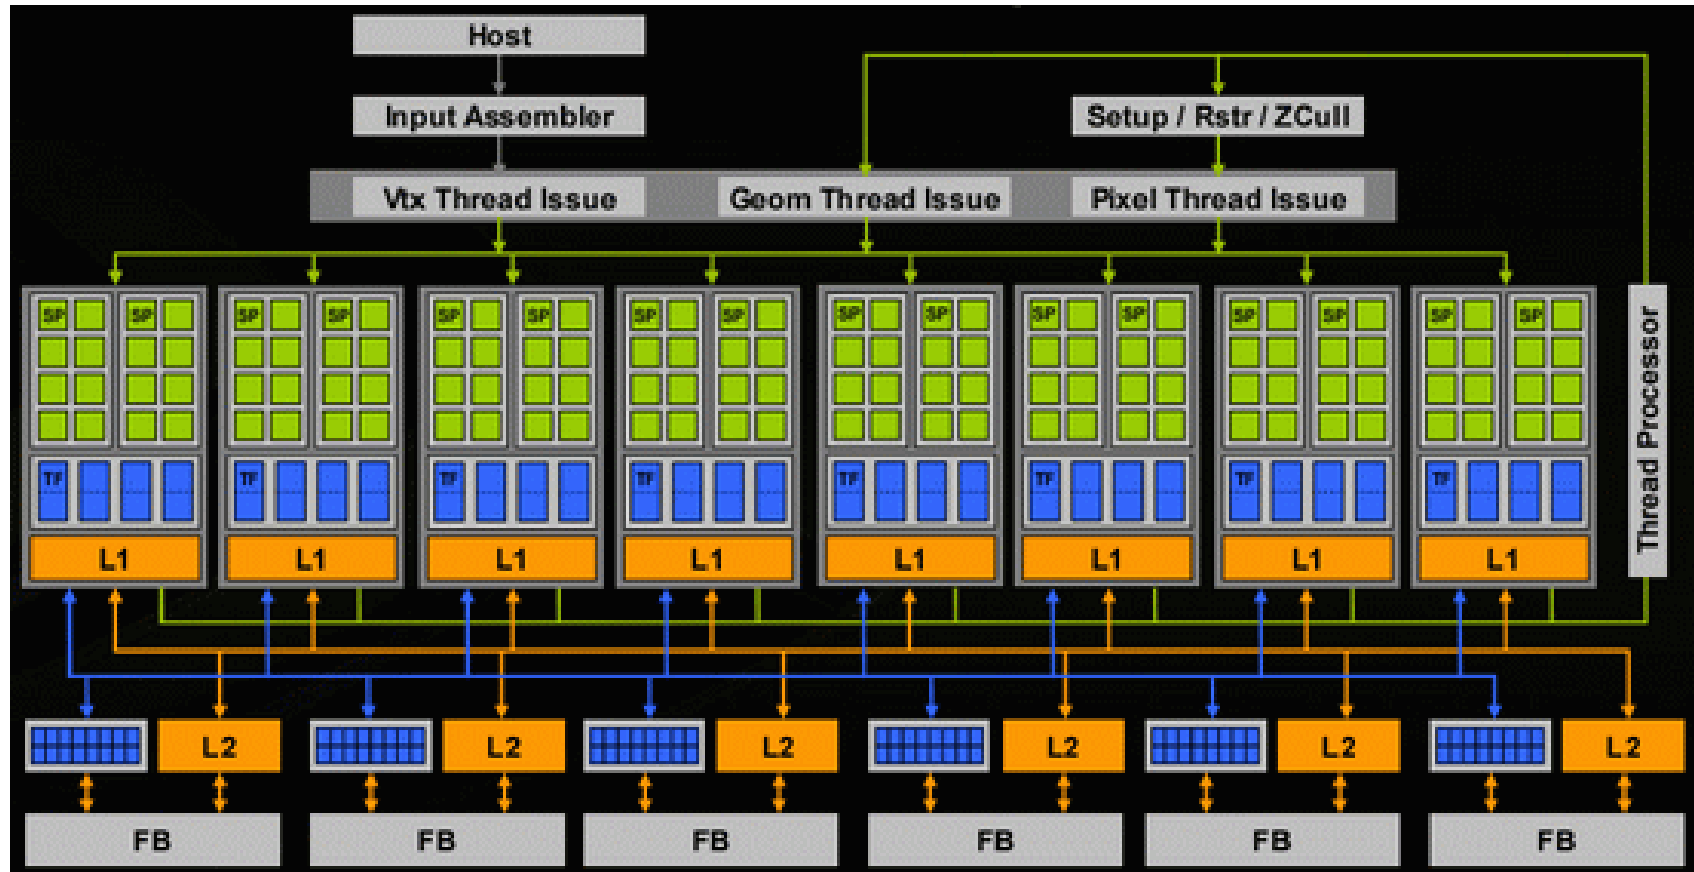 Host
Input Assembler
Setup / Rstr / ZCull
Vtx Thread Issue
Geom Thread Issue
Pixel Thread Issue
SP SP SP SP SP SP SP SP SP SP SP SP SP SP SP SP
Thread Processor
TF TF TF TF TF TF TF TF
L1 L1 L1 L1 L1 L1 L1 L1
L2 L2 L2 L2 L2 L2
FB FB FB FB FB FB